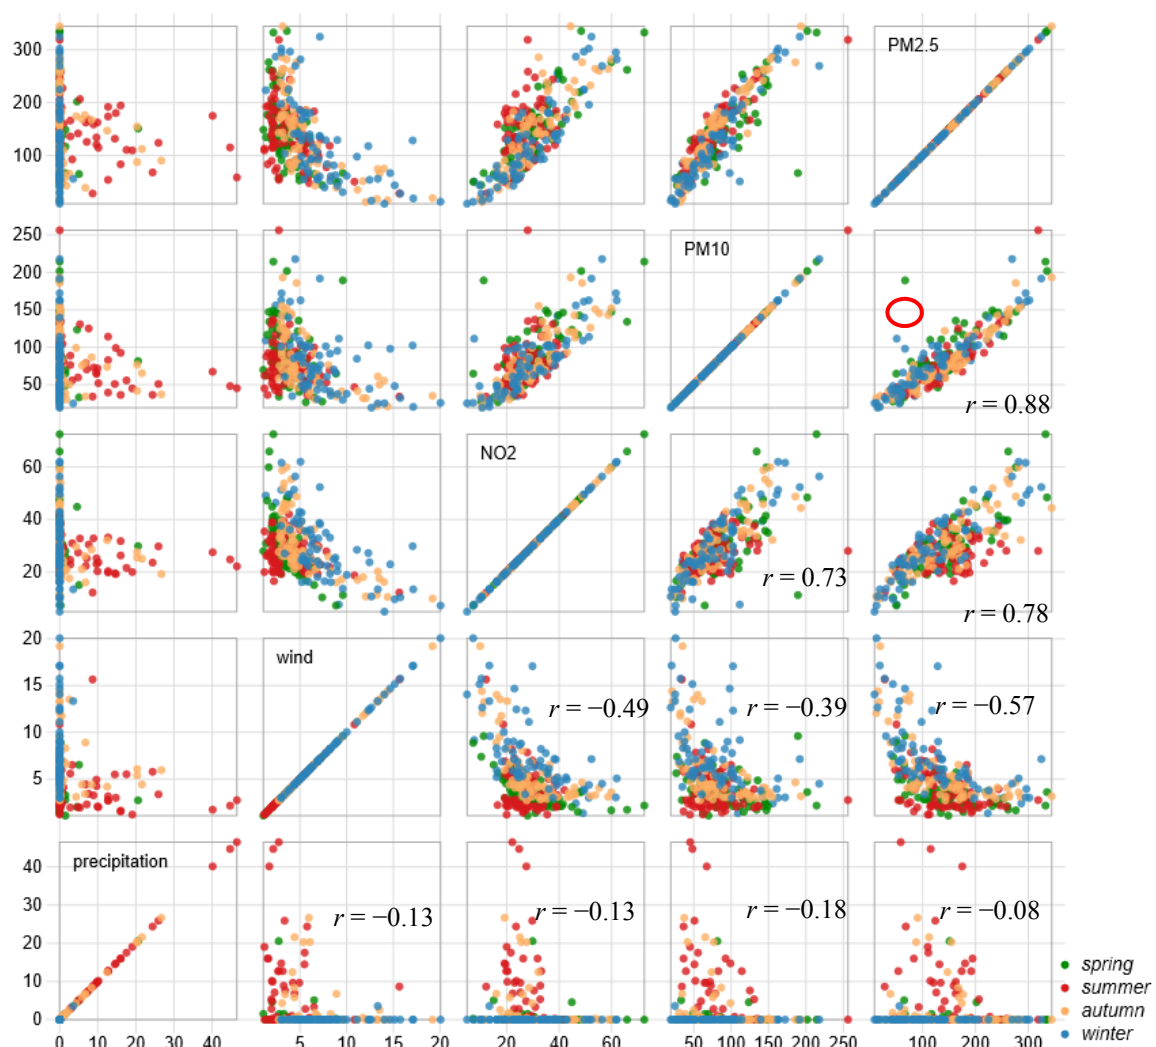 300
200
100
PM2.5
250
200
150
100
50
PM10
r = 0.88
60
40
20
NO2
r = 0.73
r = 0.78
20
15
10
5
wind
r = −0.49
r = −0.39
r = −0.57
40
30
20
10
0
precipitation
r = −0.13
r = −0.13
r = −0.18
r = −0.08
spring
summer
autumn
winter
0 10 20 30 40 5 10 15 20 20 40 60 50 100 150 200 250 100 200 300